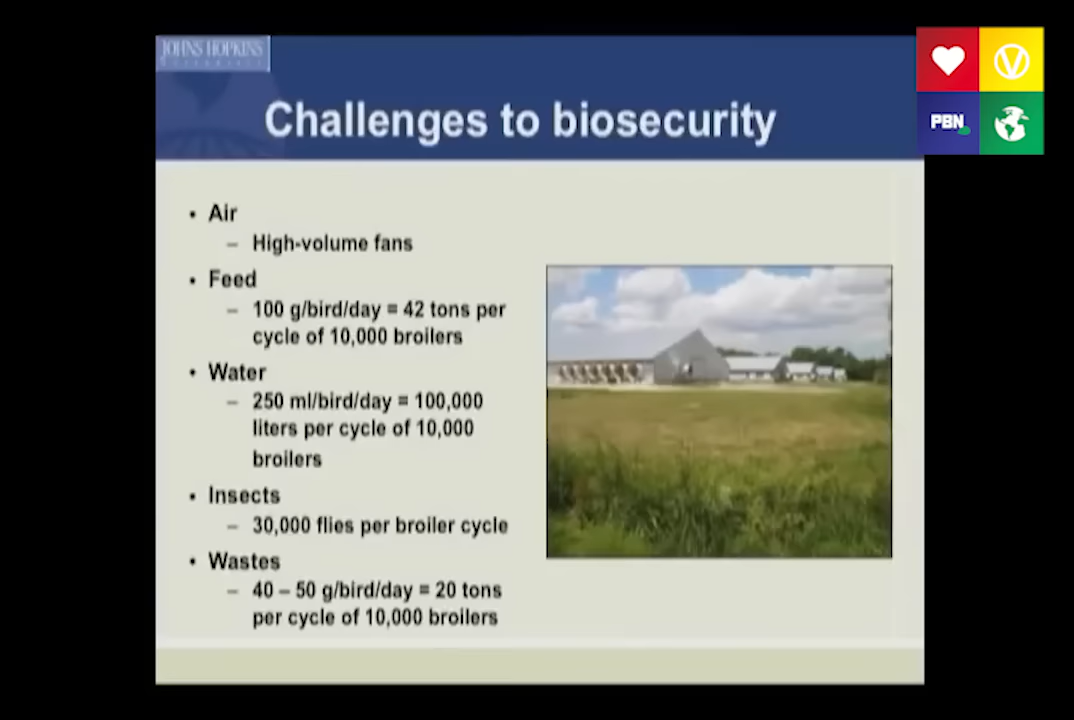 JOHNS HOPKINS
UNIVERSITY
Challenges to biosecurity
PBN
• Air
– High-volume fans
• Feed
– 100 g/bird/day = 42 tons per
cycle of 10,000 broilers
• Water
– 250 ml/bird/day = 100,000
liters per cycle of 10,000
broilers
• Insects
– 30,000 flies per broiler cycle
• Wastes
– 40 – 50 g/bird/day = 20 tons
per cycle of 10,000 broilers